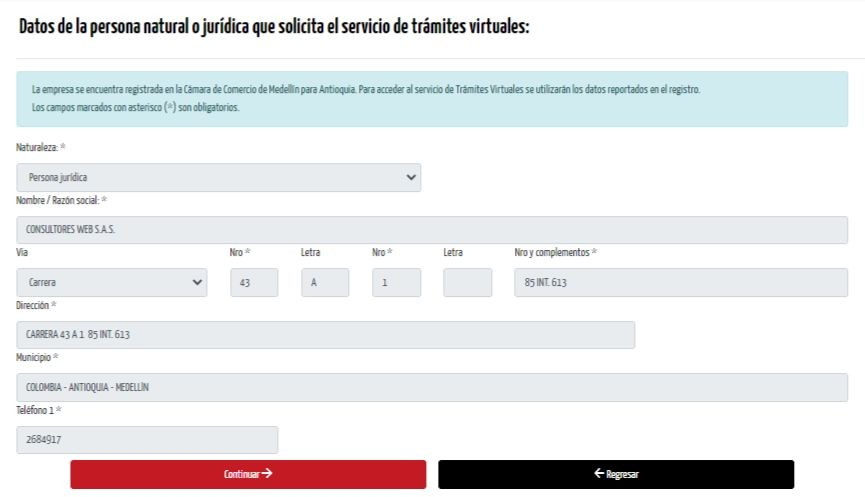 Datos de la persona natural o jurídica que solicita el servicio de trámites virtuales:
La empresa se encuentra registrada en la Cámara de Comercio de Medellín para Antioquia. Para acceder al servicio de Trámites Virtuales se utilizarán los datos reportados en el registro.
Los campos marcados con asterisco (*) son obligatorios.
Naturaleza: *
Persona jurídica
Nombre / Razón social: *
CONSULTORES WEB S.A.S.
Via Nro * Letra Nro * Letra Nro y complementos *
Carrera 43 A 1 85 INT. 613
Dirección *
CARRERA 43 A 1 85 INT. 613
Municipio *
COLOMBIA - ANTIOQUIA - MEDELLÍN
Teléfono 1 *
2684917
Continuar → ← Regresar